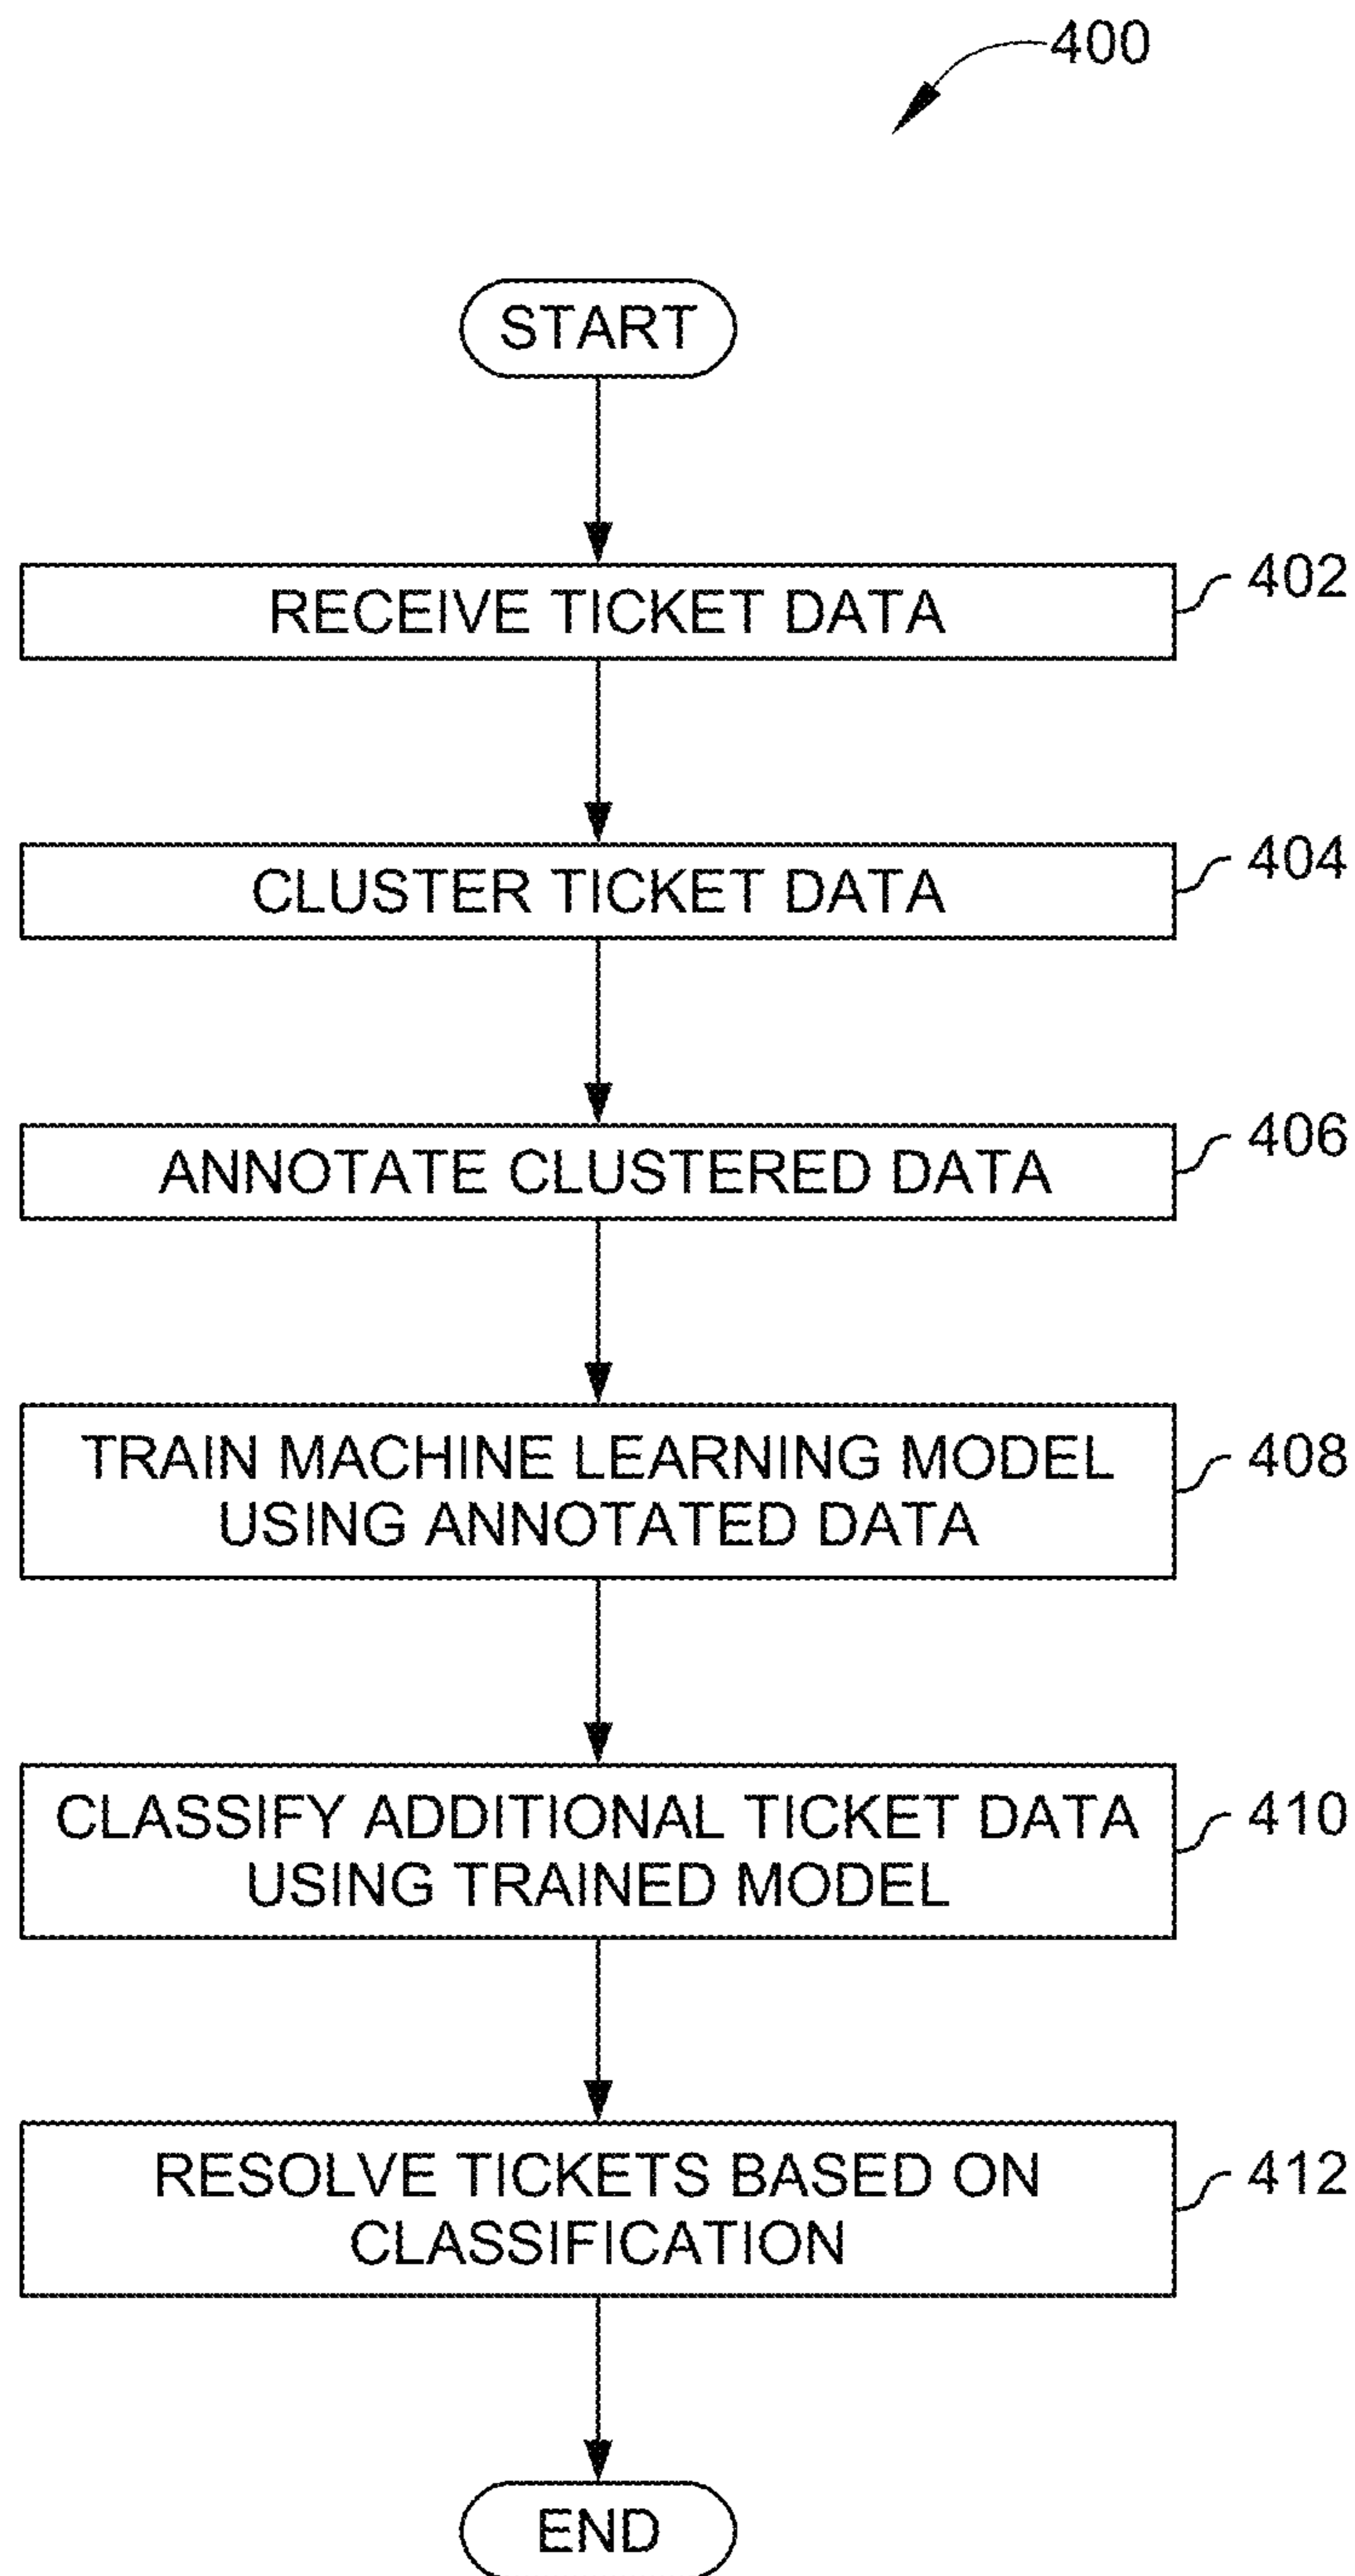 400
START
RECEIVE TICKET DATA
402
CLUSTER TICKET DATA
404
ANNOTATE CLUSTERED DATA
406
TRAIN MACHINE LEARNING MODEL
USING ANNOTATED DATA
408
CLASSIFY ADDITIONAL TICKET DATA
USING TRAINED MODEL
410
RESOLVE TICKETS BASED ON
CLASSIFICATION
412
END